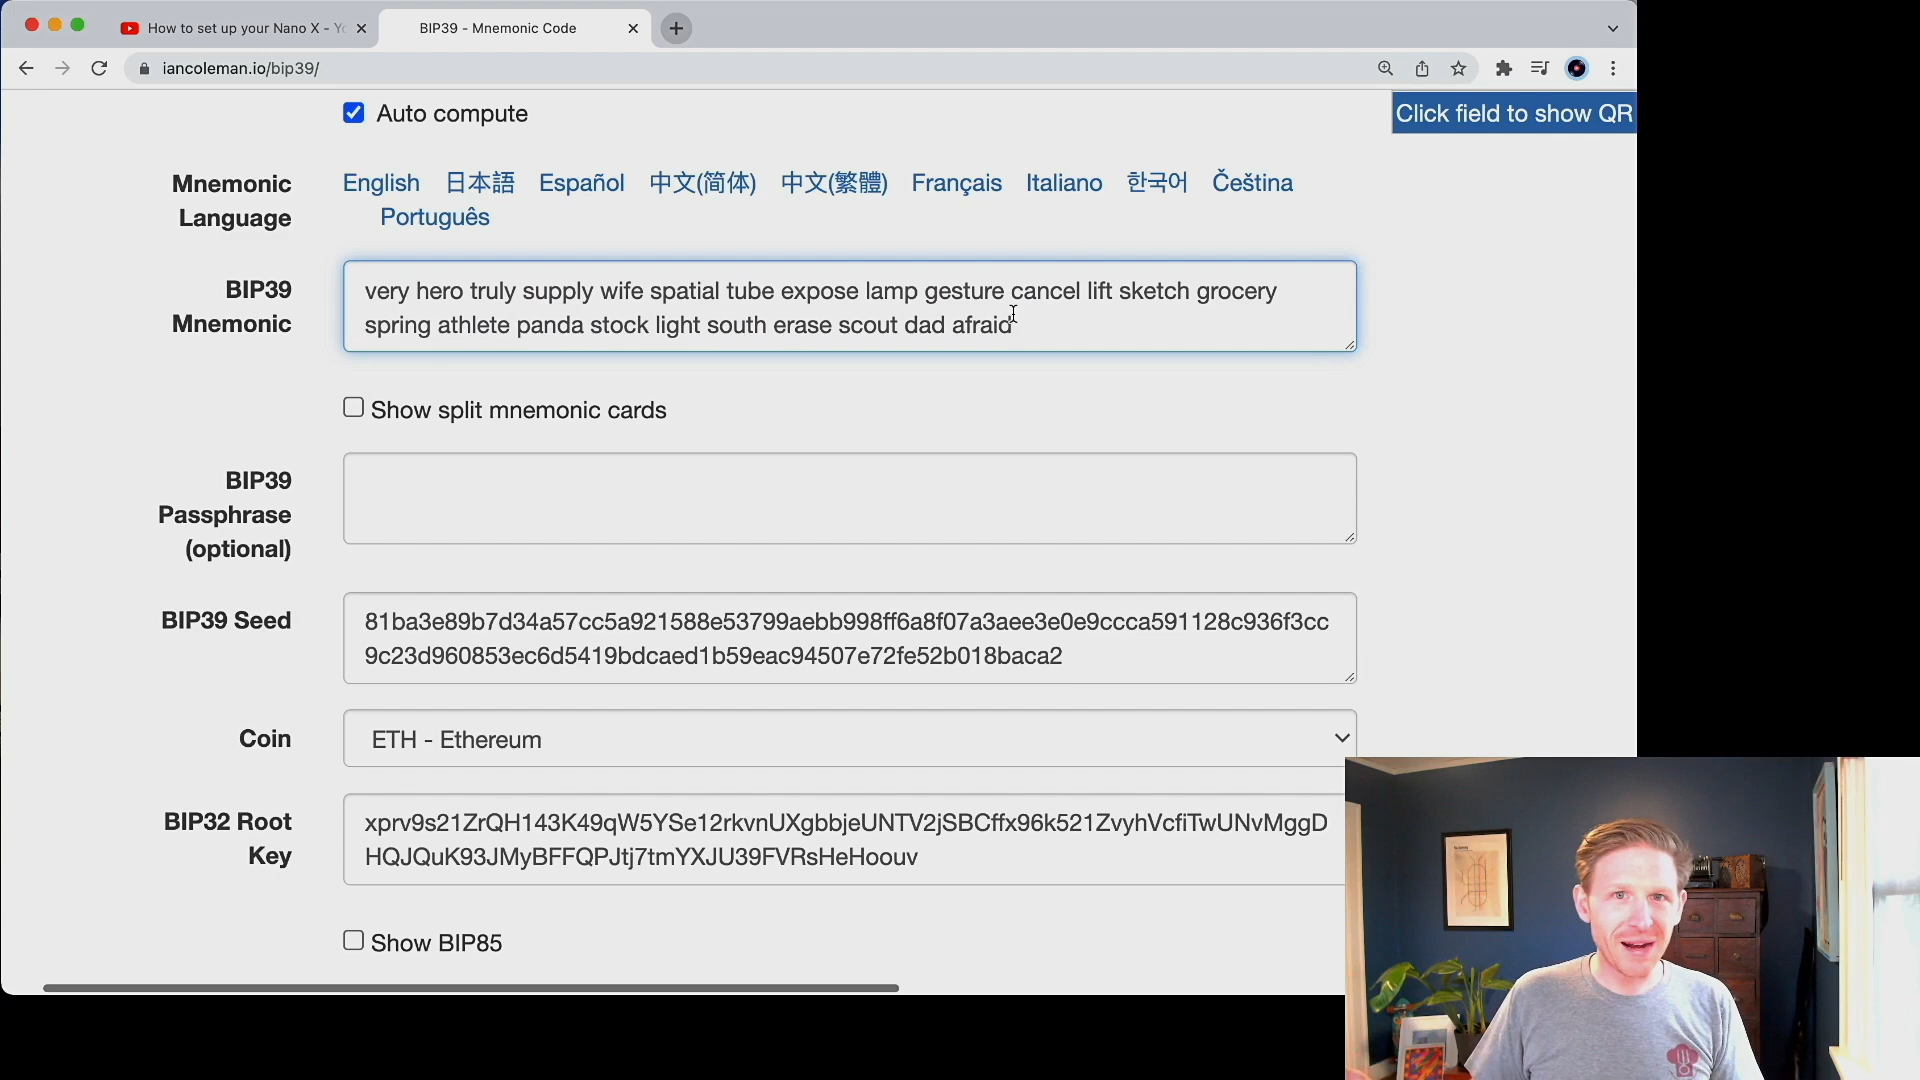 How to set up your Nano X - Yo
BIP39 - Mnemonic Code
iancoleman.io/bip39/
Auto compute
Click field to show QR
Mnemonic Language
English 日本語 Español 中文(简体) 中文(繁體) Français Italiano 한국어 Čeština
Português
BIP39 Mnemonic
very hero truly supply wife spatial tube expose lamp gesture cancel lift sketch grocery
spring athlete panda stock light south erase scout dad afraid
Show split mnemonic cards
BIP39
Passphrase
(optional)
BIP39 Seed
81ba3e89b7d34a57cc5a921588e53799aebb998ff6a8f07a3aee3e0e9ccca591128c936f3cc
9c23d960853ec6d5419bdcaed1b59eac94507e72fe52b018baca2
Coin
ETH - Ethereum
BIP32 Root
Key
xprv9s21ZrQH143K49qW5YSe12rkvnUXgbbjeUNTV2jSBCffx96k521ZvyhVcfiTwUNvMggD
HQJQuK93JMyBFFQPJtj7tmYXJU39FVRsHeHoouv
Show BIP85